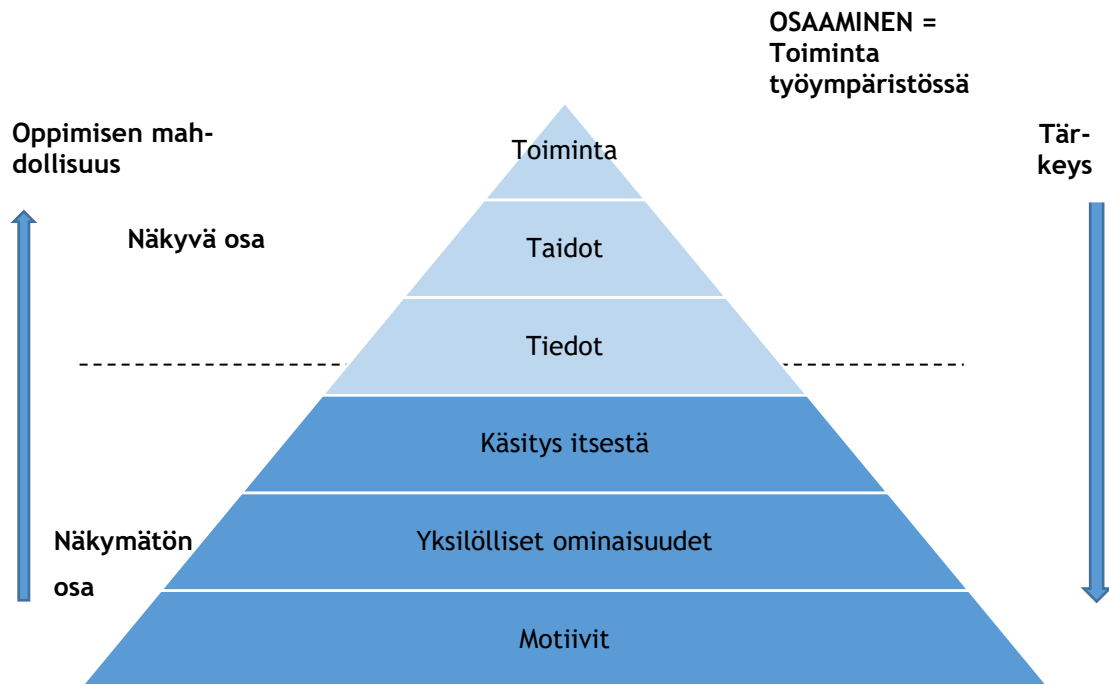 OSAAMINEN =
Toiminta
työympäristössä
Oppimisen mah-
dollisuus
Tär-
keys
Toiminta
Näkyvä osa
Taidot
Tiedot
Käsitys itsestä
Näkymätön
osa
Yksilölliset ominaisuudet
Motiivit